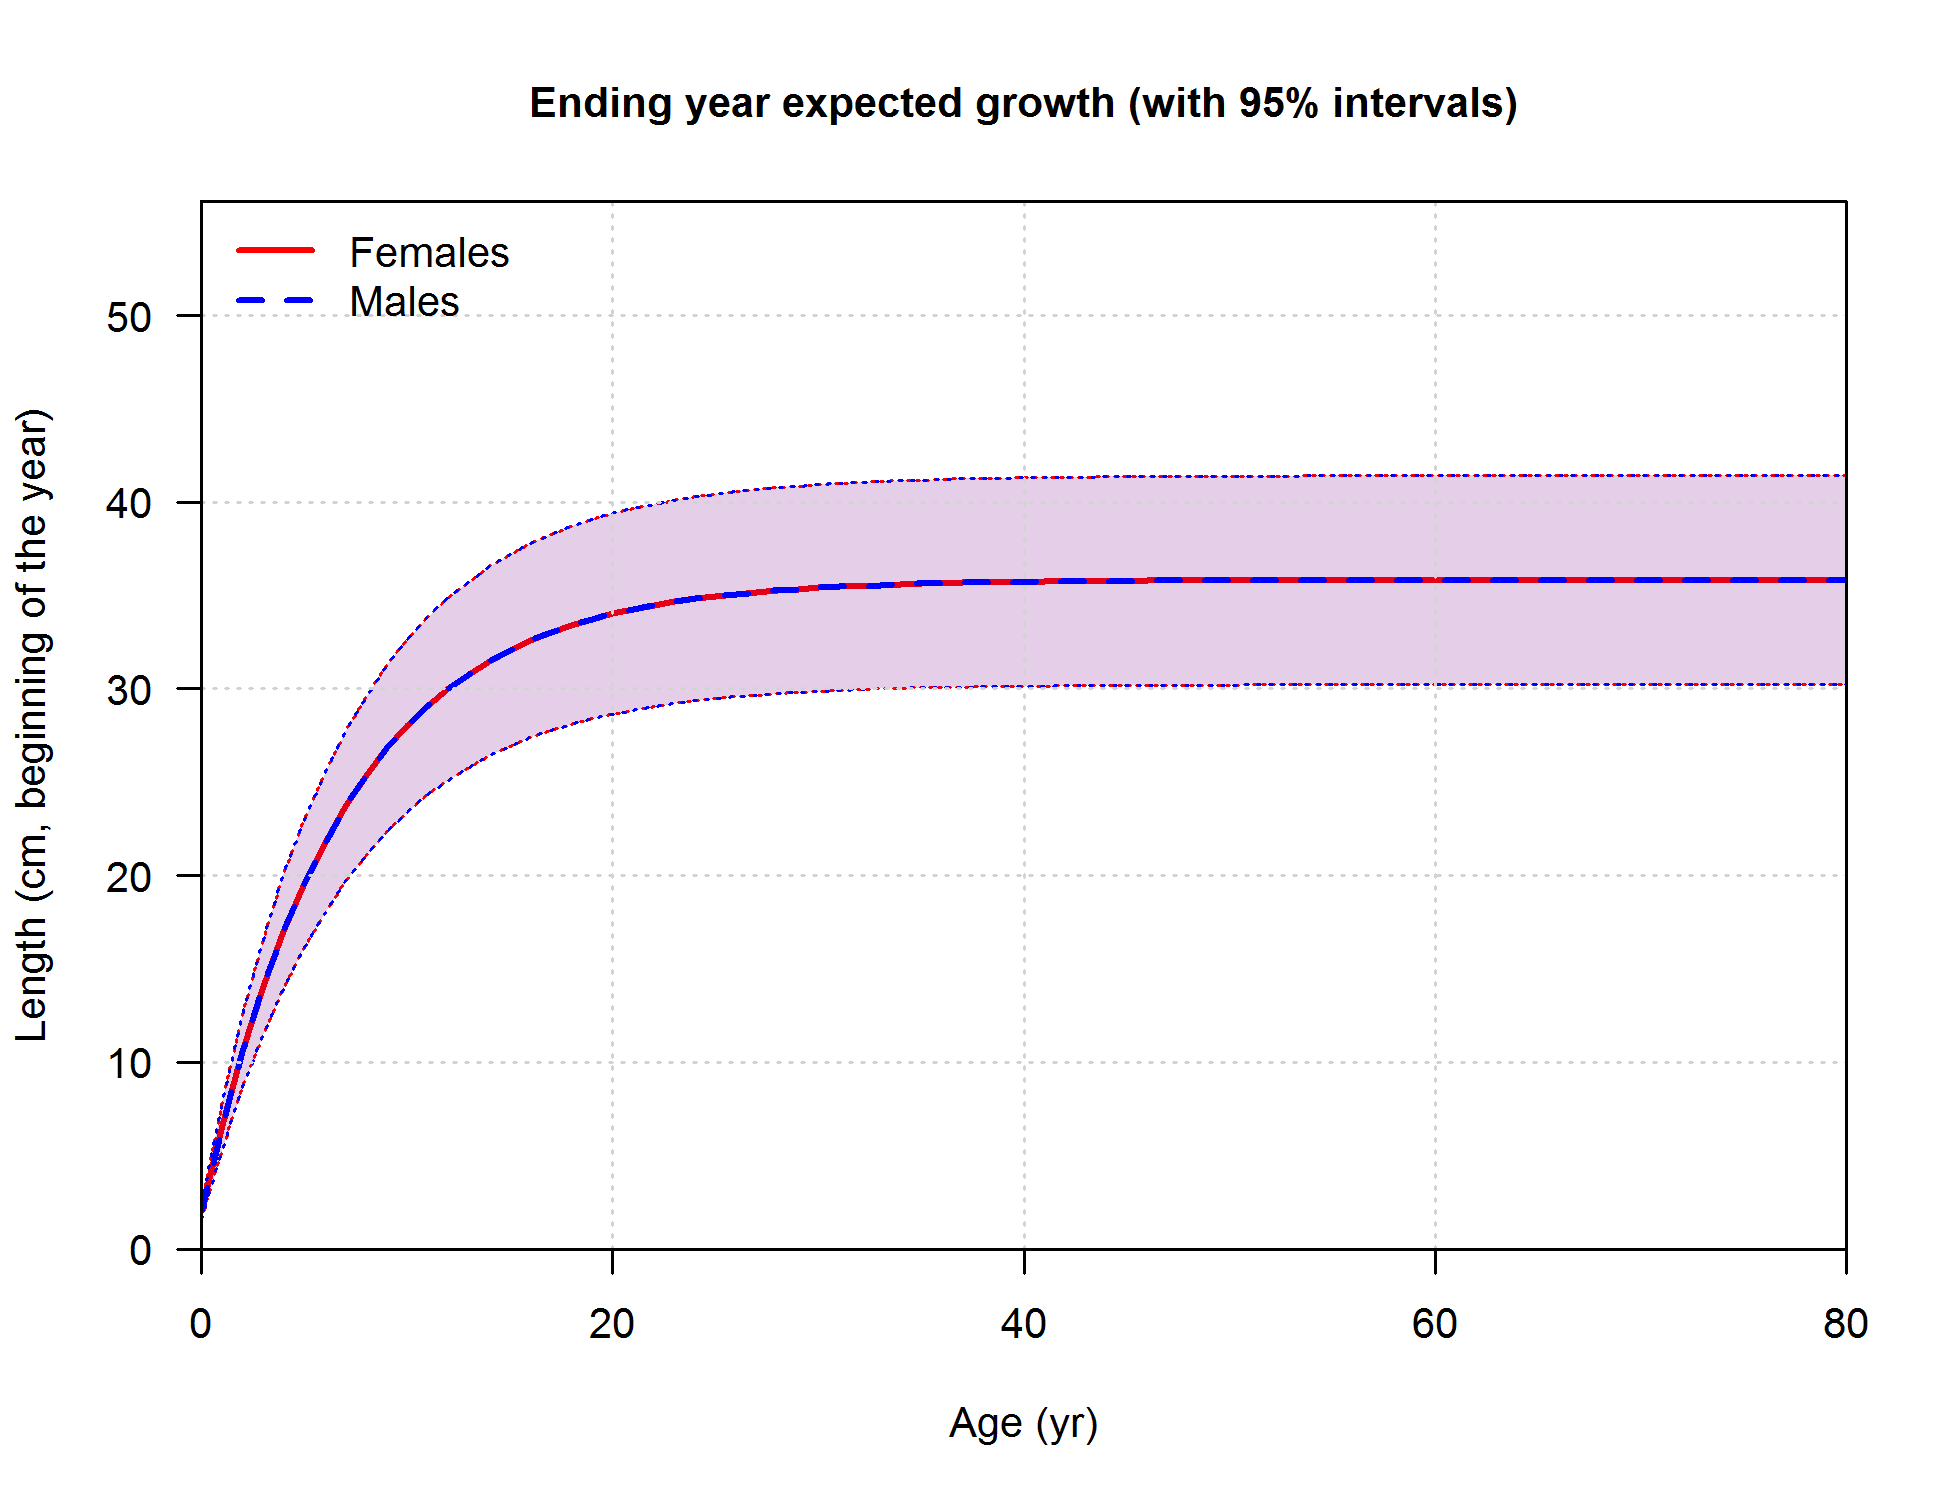 Ending year expected growth (with 95% intervals)
Females
Males
50
40
30
20
10
0
Length (cm, beginning of the year)
0 20 40 60 80
Age (yr)